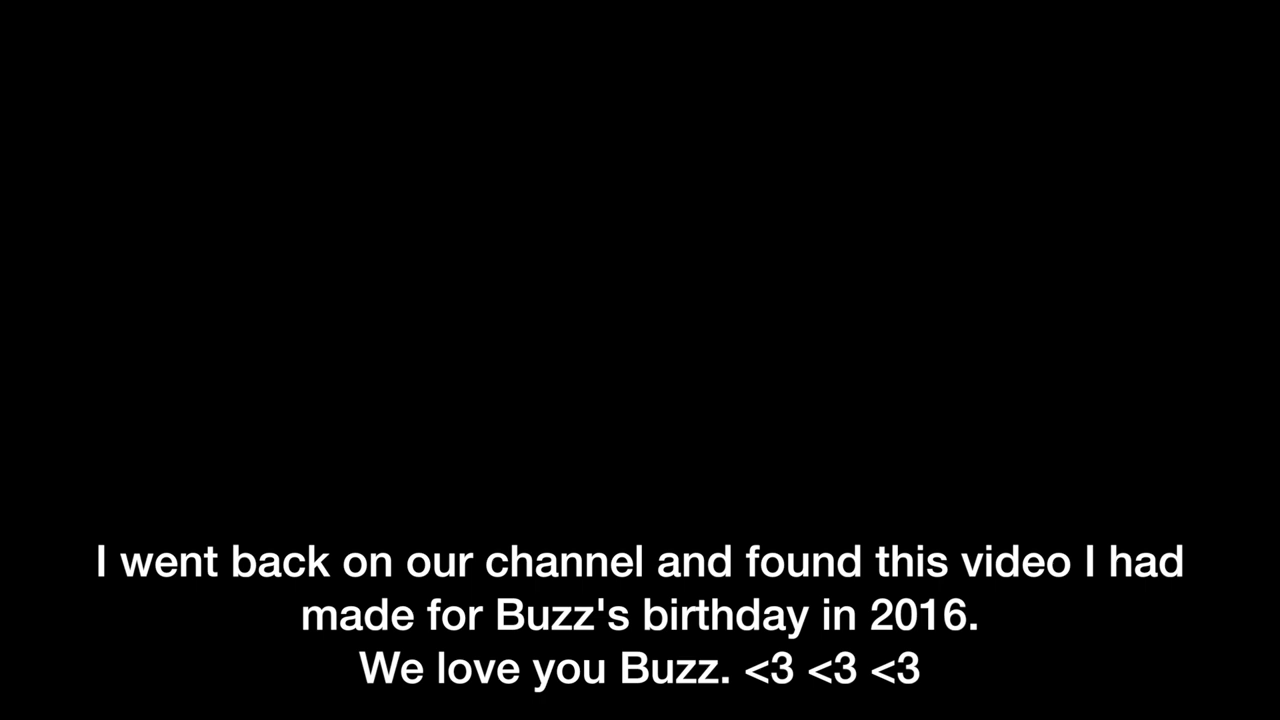 I went back on our channel and found this video I had
made for Buzz's birthday in 2016.
We love you Buzz. <3 <3 <3